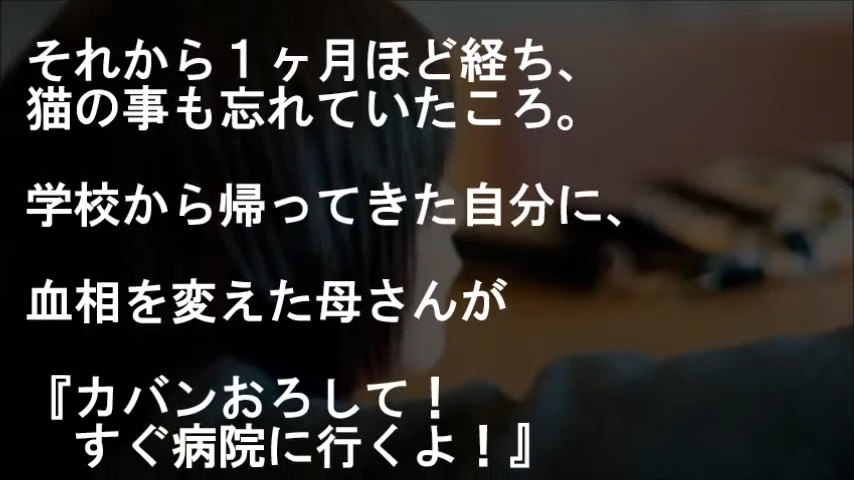 それから１ヶ月ほど経ち、
猫の事も忘れていたころ。
学校から帰ってきた自分に、
血相を変えた母さんが
『カバンおろして！
すぐ病院に行くよ！』